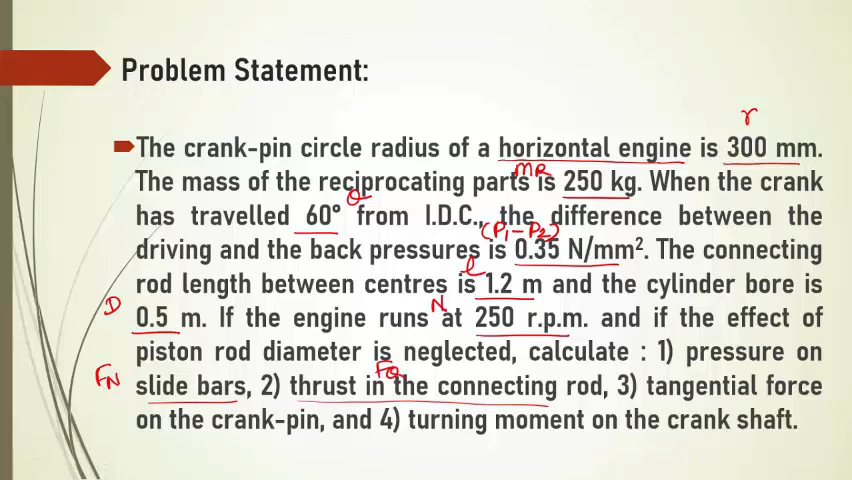 Problem Statement:
r
The crank-pin circle radius of a horizontal engine is 300 mm.
mR
The mass of the reciprocating parts is 250 kg. When the crank
θ
has travelled 60° from I.D.C., the difference between the
(P1-P2)
driving and the back pressures is 0.35 N/mm². The connecting
l
rod length between centres is 1.2 m and the cylinder bore is
D N
0.5 m. If the engine runs at 250 r.p.m. and if the effect of
piston rod diameter is neglected, calculate : 1) pressure on
FN FQ
slide bars, 2) thrust in the connecting rod, 3) tangential force
on the crank-pin, and 4) turning moment on the crank shaft.